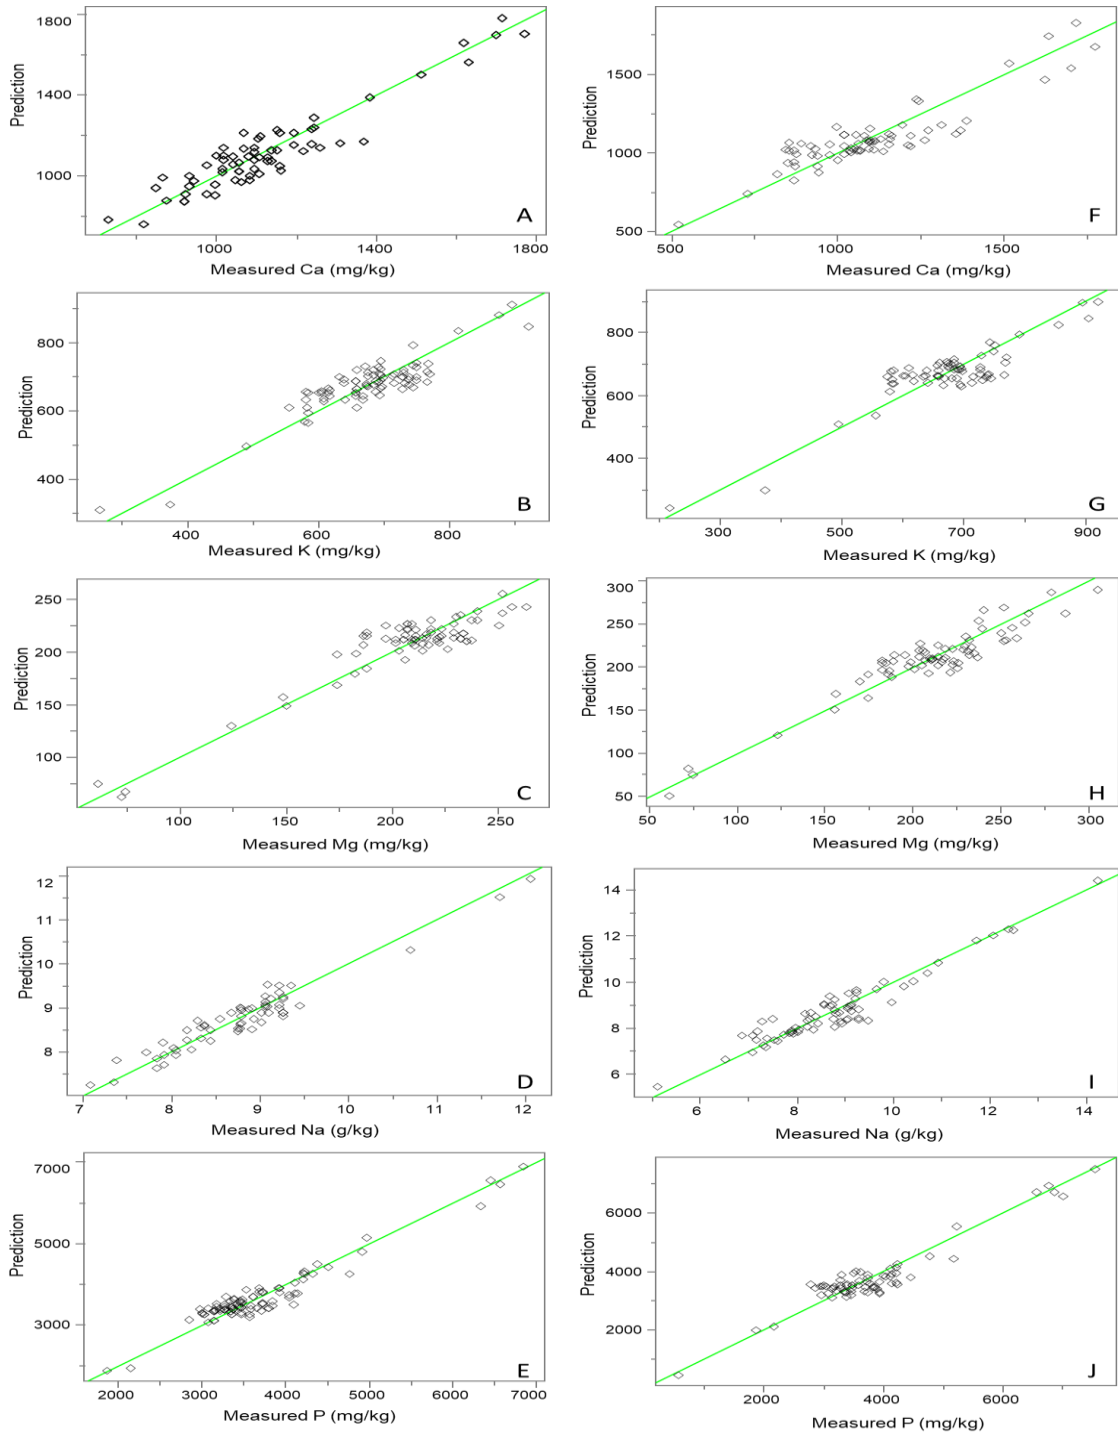 1800
1400
1000
Prediction
A
1000
1400
1800
Measured Ca (mg/kg)
1500
1000
500
Prediction
F
500
1000
1500
Measured Ca (mg/kg)
800
600
400
Prediction
B
400
600
800
Measured K (mg/kg)
800
600
400
Prediction
G
300
500
700
900
Measured K (mg/kg)
250
200
150
100
Prediction
C
100
150
200
250
Measured Mg (mg/kg)
300
250
200
150
100
50
Prediction
H
50
100
150
200
250
300
Measured Mg (mg/kg)
12
11
10
9
8
Prediction
D
7
8
9
10
11
12
Measured Na (g/kg)
14
12
10
8
6
Prediction
I
6
8
10
12
14
Measured Na (g/kg)
7000
5000
3000
Prediction
E
2000
3000
4000
5000
6000
7000
Measured P (mg/kg)
6000
4000
2000
Prediction
J
2000
4000
6000
Measured P (mg/kg)